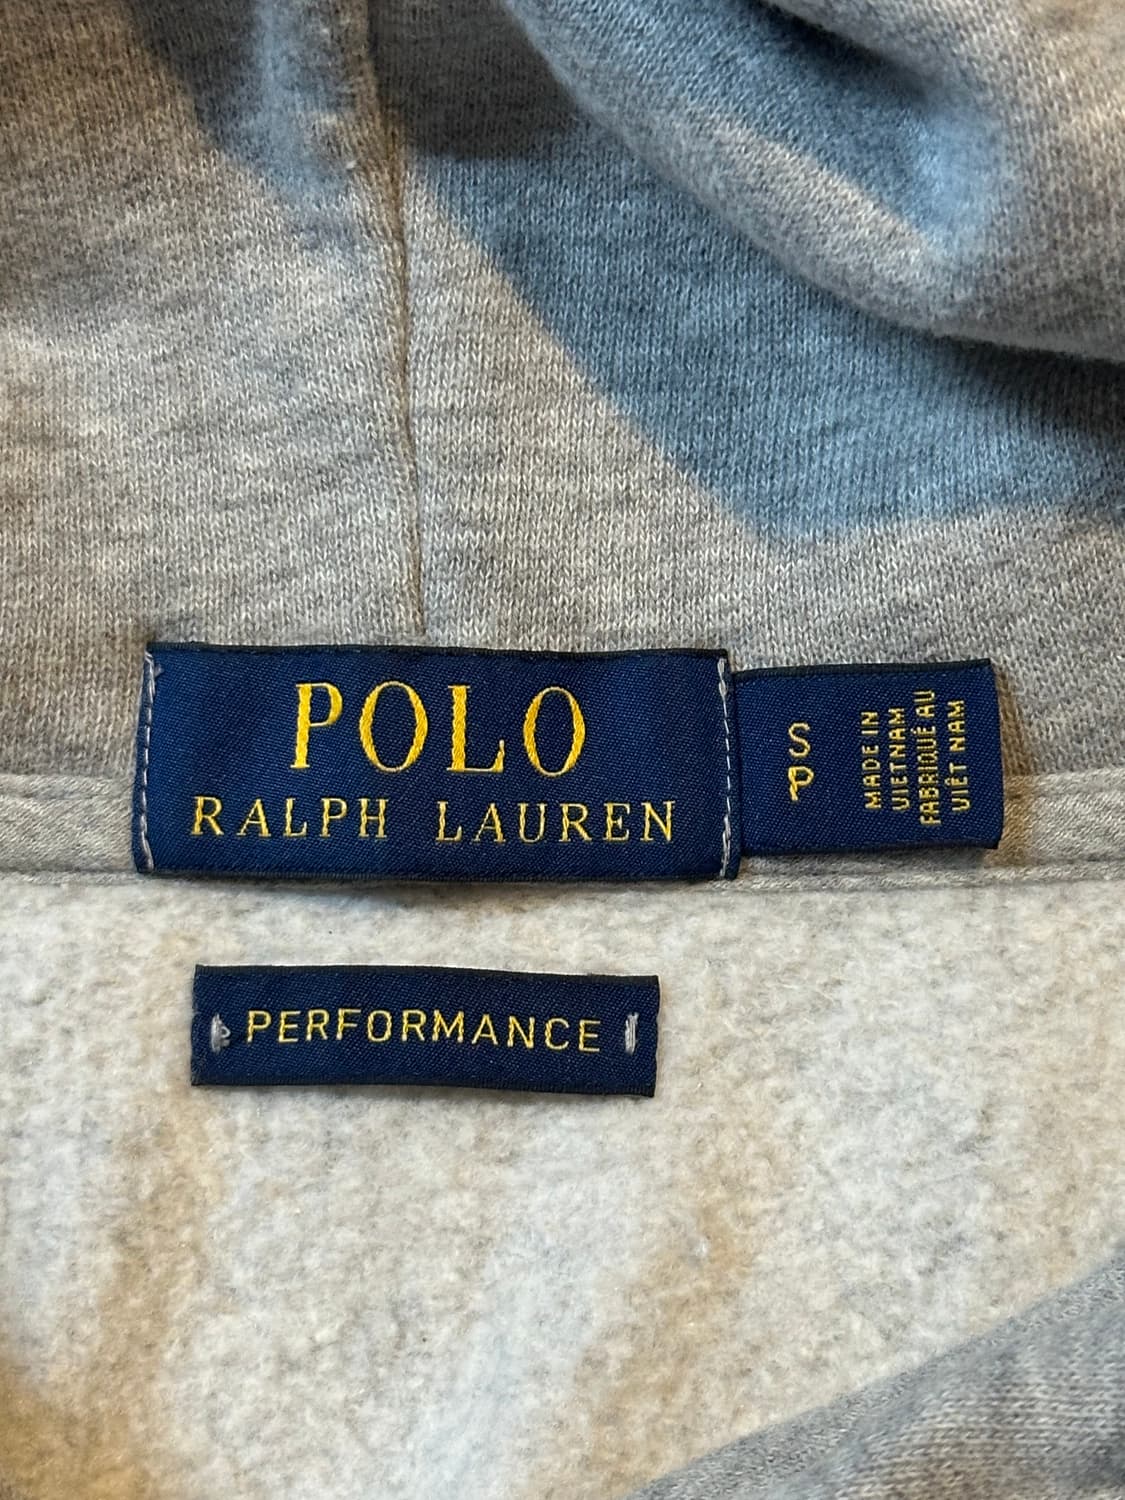 POLO
RALPH LAUREN
S
P
MADE IN
VIETNAM
FABRIQUÉ AU
VIÊT NAM
PERFORMANCE